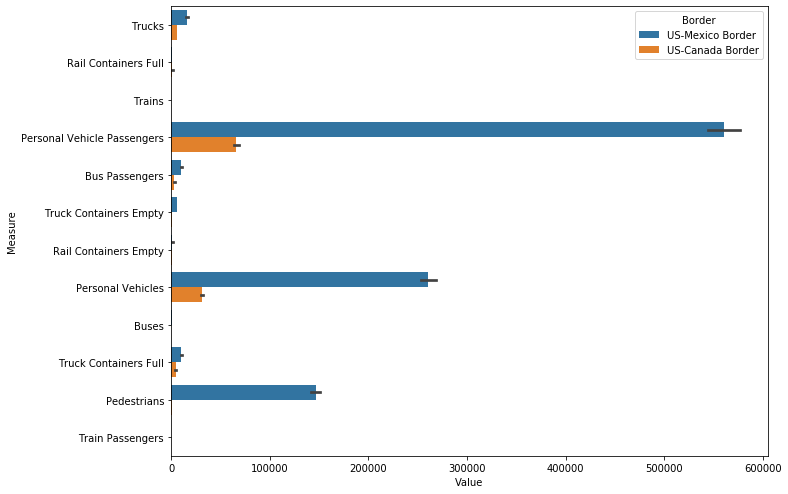 Border
US-Mexico Border
US-Canada Border
Measure
Trucks
Rail Containers Full
Trains
Personal Vehicle Passengers
Bus Passengers
Truck Containers Empty
Rail Containers Empty
Personal Vehicles
Buses
Truck Containers Full
Pedestrians
Train Passengers
0 100000 200000 300000 400000 500000 600000
Value